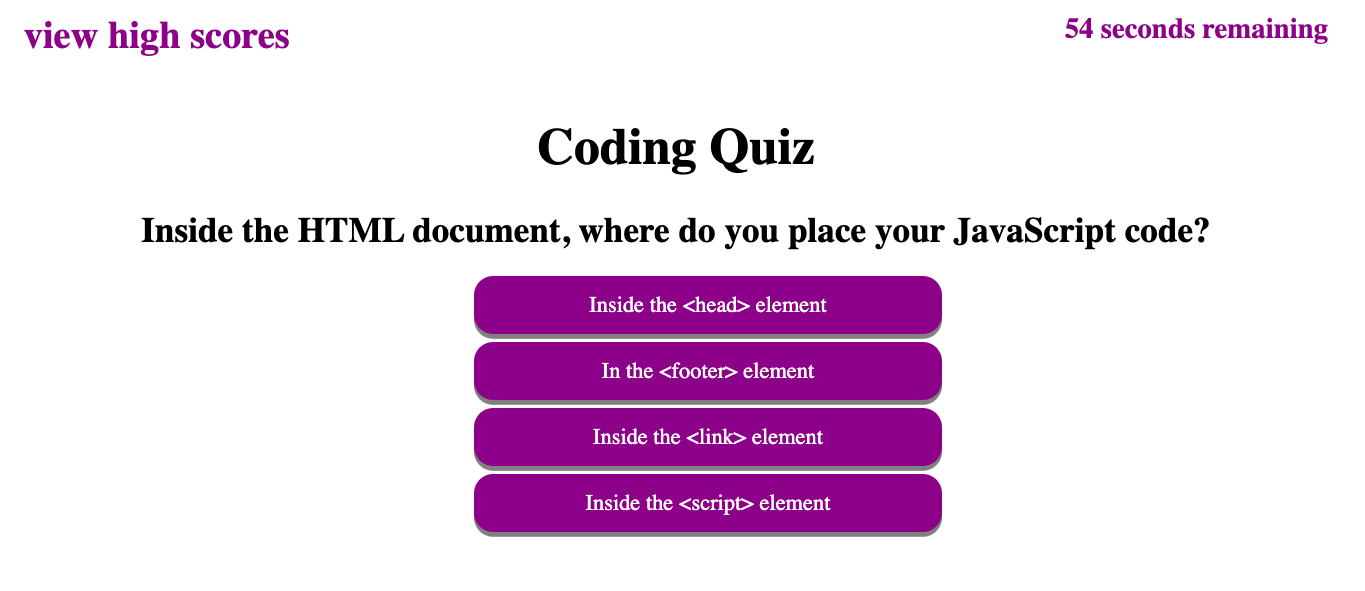 view high scores
54 seconds remaining
Coding Quiz
Inside the HTML document, where do you place your JavaScript code?
Inside the <head> element
In the <footer> element
Inside the <link> element
Inside the <script> element